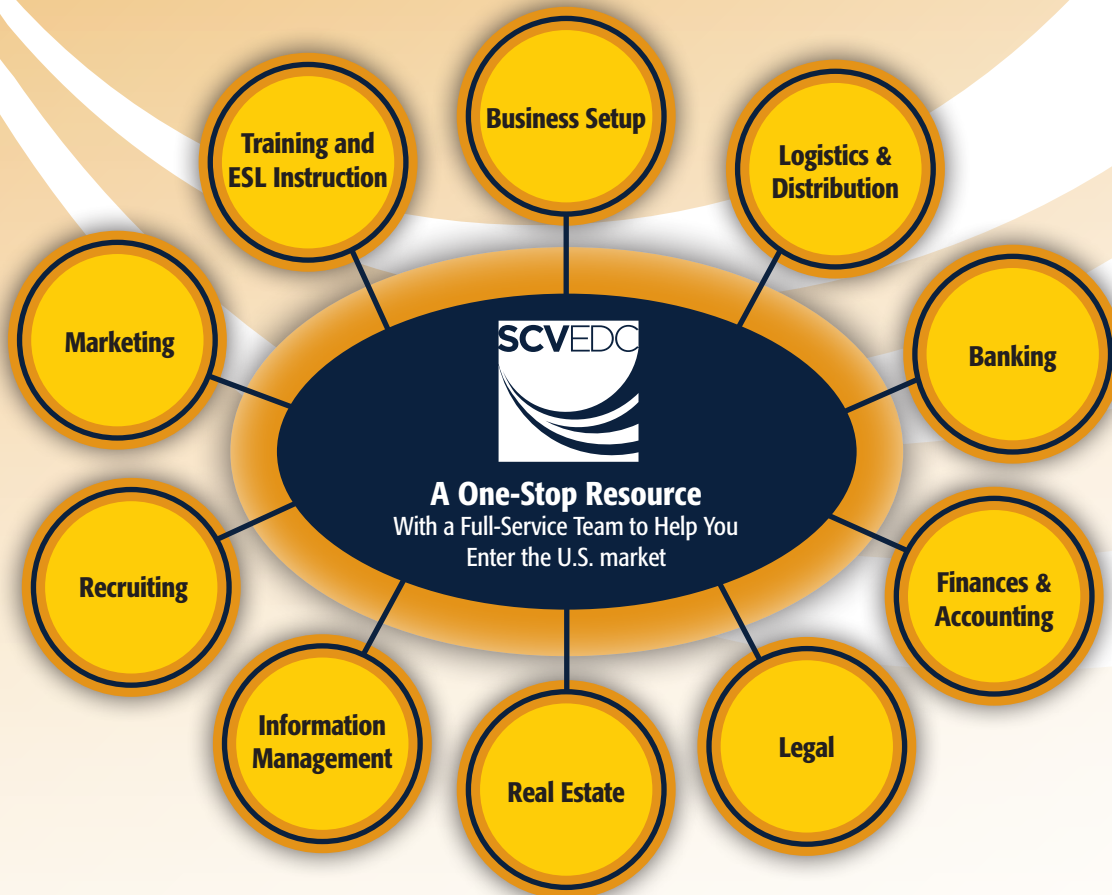 Business Setup
Training and
ESL Instruction
Logistics &
Distribution
Marketing
Banking
SCVEDC
A One-Stop Resource
With a Full-Service Team to Help You
Enter the U.S. market
Recruiting
Finances &
Accounting
Information
Management
Legal
Real Estate